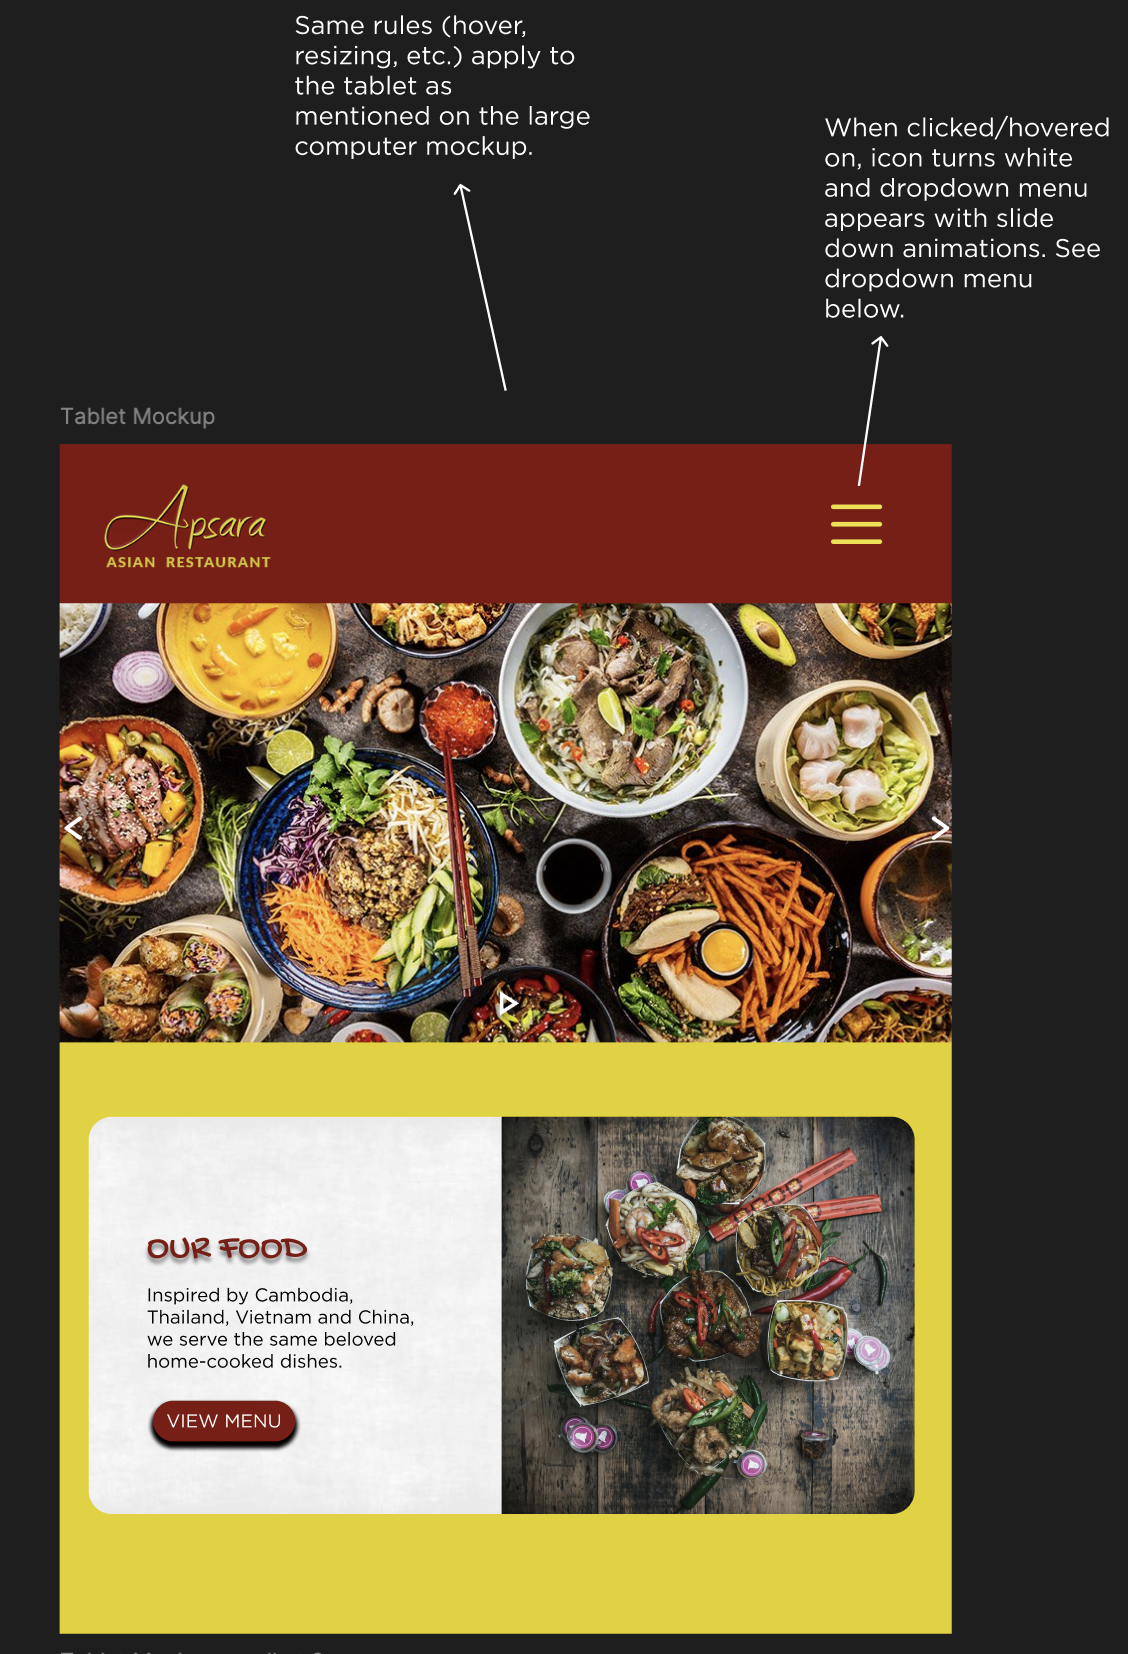 Same rules (hover,
resizing, etc.) apply to
the tablet as
mentioned on the large
computer mockup.
When clicked/hovered
on, icon turns white
and dropdown menu
appears with slide
down animations. See
dropdown menu
below.
Tablet Mockup
Apsara
ASIAN RESTAURANT
OUR FOOD
Inspired by Cambodia,
Thailand, Vietnam and China,
we serve the same beloved
home-cooked dishes.
VIEW MENU